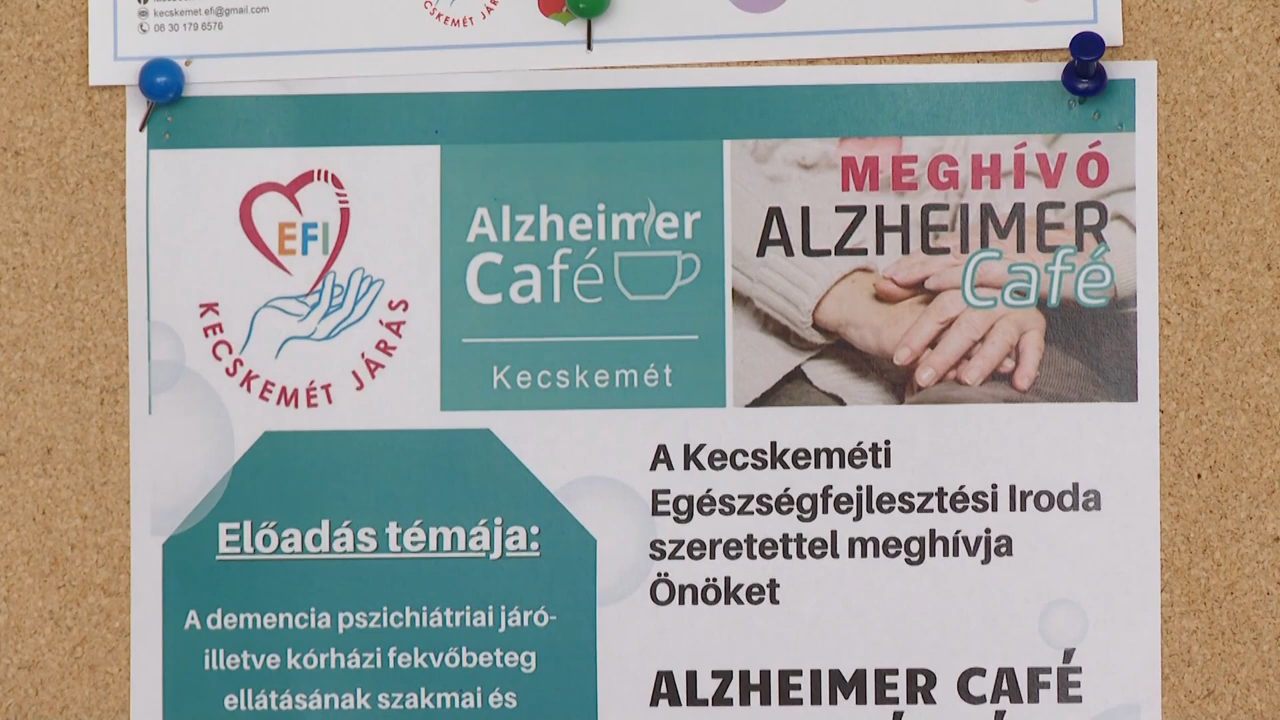 kecskemet.efi@gmail.com
06 30 179 6576
EFI
KECSKEMÉT JÁRÁS
Alzheimer
Café
Kecskemét
MEGHÍVÓ
ALZHEIMER
Café
Előadás témája:
A demencia pszichiátriai járó-
illetve kórházi fekvőbeteg
ellátásának szakmai és
A Kecskeméti
Egészségfejlesztési Iroda
szeretettel meghívja
Önöket
ALZHEIMER CAFÉ